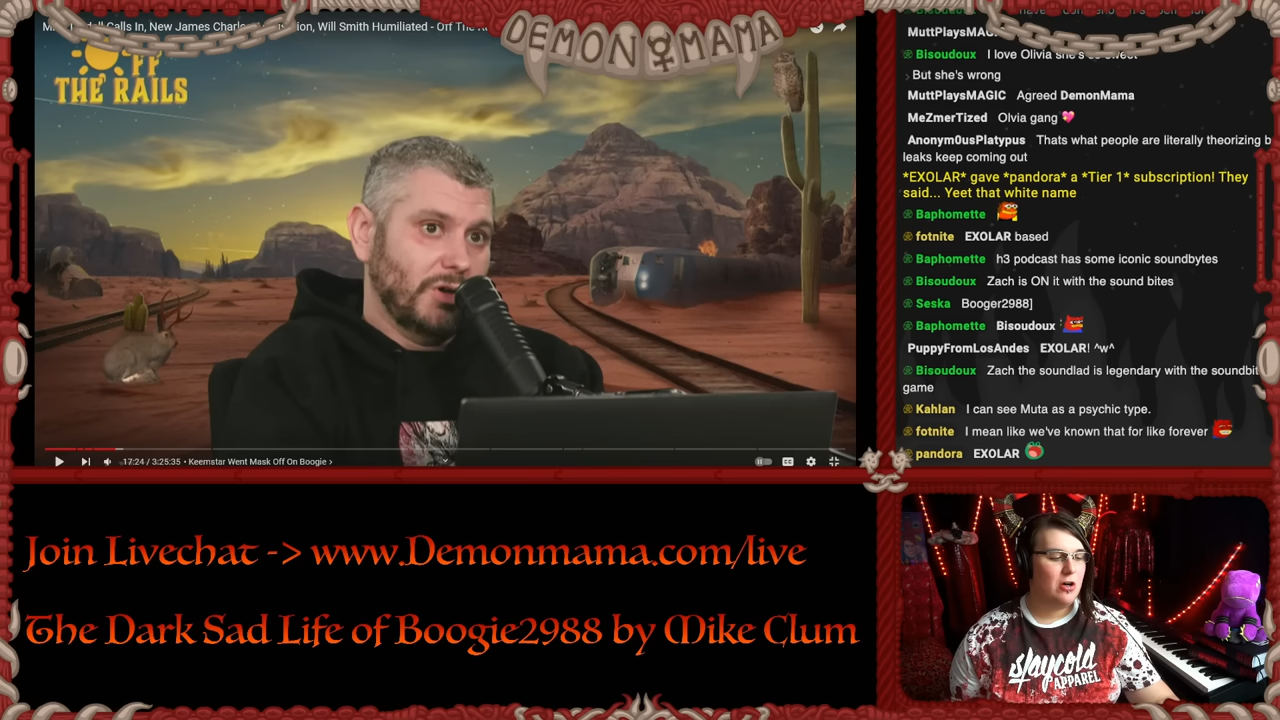 DEMON MAMA
OFF
THE RAILS
17:24 / 3:25:35 • Keemstar Went Mask Off On Boogie ›
CC
MuttPlaysMAGIC
Bisoudoux I love Olivia she's so sweet
But she's wrong
MuttPlaysMAGIC Agreed DemonMama
MeZmerTized Olvia gang 💖
Anonym0usPlatypus Thats what people are literally theorizing b
leaks keep coming out
*EXOLAR* gave *pandora* a *Tier 1* subscription! They
said... Yeet that white name
Baphomette
fotnite EXOLAR based
Baphomette h3 podcast has some iconic soundbytes
Bisoudoux Zach is ON it with the sound bites
Seska Booger2988]
Baphomette Bisoudoux
PuppyFromLosAndes EXOLAR! ^w^
Bisoudoux Zach the soundlad is legendary with the soundbit
game
Kahlan I can see Muta as a psychic type.
fotnite I mean like we've known that for like forever
pandora EXOLAR
Join Livechat -> www.Demonmama.com/live
The Dark Sad Life of Boogie2988 by Mike Clum
staycold
APPAREL